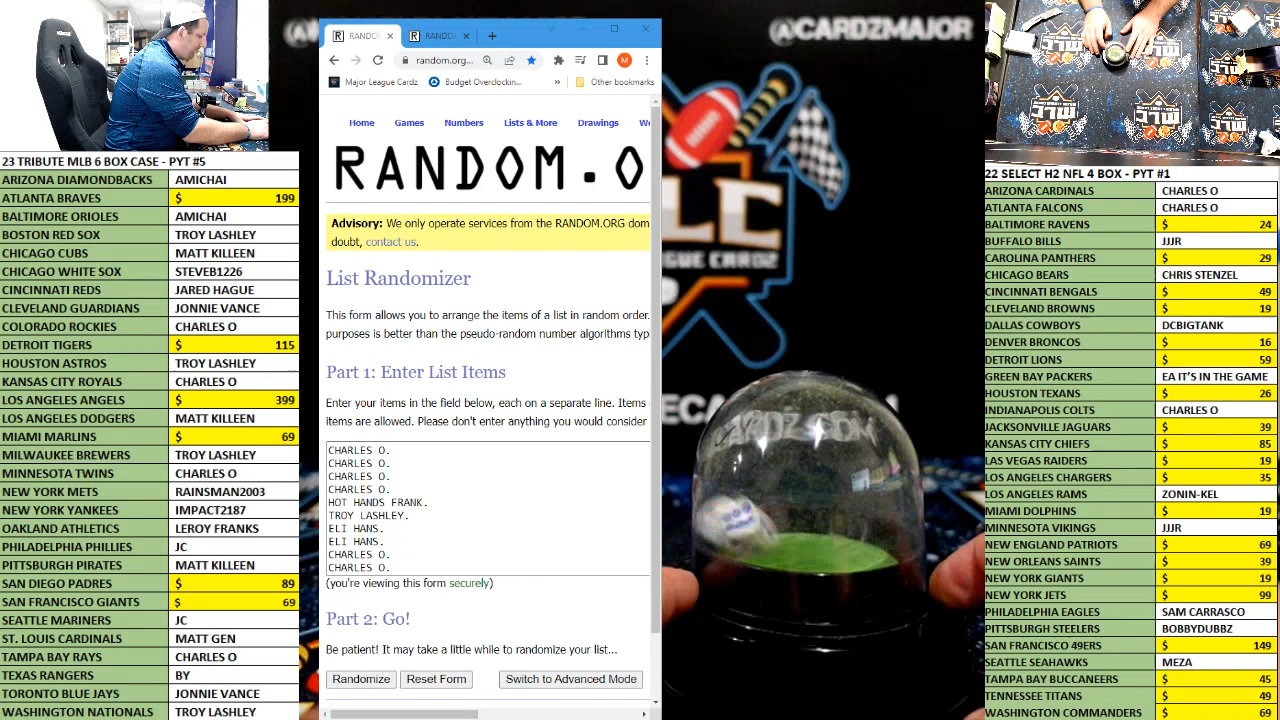 23 TRIBUTE MLB 6 BOX CASE - PYT #5
ARIZONA DIAMONDBACKS AMICHAI
ATLANTA BRAVES $ 199
BALTIMORE ORIOLES AMICHAI
BOSTON RED SOX TROY LASHLEY
CHICAGO CUBS MATT KILLEEN
CHICAGO WHITE SOX STEVEB1226
CINCINNATI REDS JARED HAGUE
CLEVELAND GUARDIANS JONNIE VANCE
COLORADO ROCKIES CHARLES O
DETROIT TIGERS $ 115
HOUSTON ASTROS TROY LASHLEY
KANSAS CITY ROYALS CHARLES O
LOS ANGELES ANGELS $ 399
LOS ANGELES DODGERS MATT KILLEEN
MIAMI MARLINS $ 69
MILWAUKEE BREWERS TROY LASHLEY
MINNESOTA TWINS CHARLES O
NEW YORK METS RAINSMAN2003
NEW YORK YANKEES IMPACT2187
OAKLAND ATHLETICS LEROY FRANKS
PHILADELPHIA PHILLIES JC
PITTSBURGH PIRATES MATT KILLEEN
SAN DIEGO PADRES $ 89
SAN FRANCISCO GIANTS $ 69
SEATTLE MARINERS JC
ST. LOUIS CARDINALS MATT GEN
TAMPA BAY RAYS CHARLES O
TEXAS RANGERS BY
TORONTO BLUE JAYS JONNIE VANCE
WASHINGTON NATIONALS TROY LASHLEY
RANDO
RANDO
random.org...
M
Major League Cardz
Budget Overclockin...
»
Other bookmarks
Home Games Numbers Lists & More Drawings We
RANDOM.O
Advisory: We only operate services from the RANDOM.ORG dom
doubt, contact us.
List Randomizer
This form allows you to arrange the items of a list in random order.
purposes is better than the pseudo-random number algorithms typ
Part 1: Enter List Items
Enter your items in the field below, each on a separate line. Items
items are allowed. Please don't enter anything you would consider
CHARLES O.
CHARLES O.
CHARLES O.
CHARLES O.
HOT HANDS FRANK.
TROY LASHLEY.
ELI HANS.
ELI HANS.
CHARLES O.
CHARLES O.
(you're viewing this form securely)
Part 2: Go!
Be patient! It may take a little while to randomize your list...
Randomize Reset Form Switch to Advanced Mode
@CARDZMAJOR
LC
CARDZ.COM
22 SELECT H2 NFL 4 BOX - PYT #1
ARIZONA CARDINALS CHARLES O
ATLANTA FALCONS CHARLES O
BALTIMORE RAVENS $ 24
BUFFALO BILLS JJJR
CAROLINA PANTHERS $ 29
CHICAGO BEARS CHRIS STENZEL
CINCINNATI BENGALS $ 49
CLEVELAND BROWNS $ 19
DALLAS COWBOYS DCBIGTANK
DENVER BRONCOS $ 16
DETROIT LIONS $ 59
GREEN BAY PACKERS EA IT'S IN THE GAME
HOUSTON TEXANS $ 26
INDIANAPOLIS COLTS CHARLES O
JACKSONVILLE JAGUARS $ 39
KANSAS CITY CHIEFS $ 85
LAS VEGAS RAIDERS $ 19
LOS ANGELES CHARGERS $ 35
LOS ANGELES RAMS ZONIN-KEL
MIAMI DOLPHINS $ 19
MINNESOTA VIKINGS JJJR
NEW ENGLAND PATRIOTS $ 69
NEW ORLEANS SAINTS $ 39
NEW YORK GIANTS $ 19
NEW YORK JETS $ 99
PHILADELPHIA EAGLES SAM CARRASCO
PITTSBURGH STEELERS BOBBYDUBBZ
SAN FRANCISCO 49ERS $ 149
SEATTLE SEAHAWKS MEZA
TAMPA BAY BUCCANEERS $ 45
TENNESSEE TITANS $ 49
WASHINGTON COMMANDERS $ 69